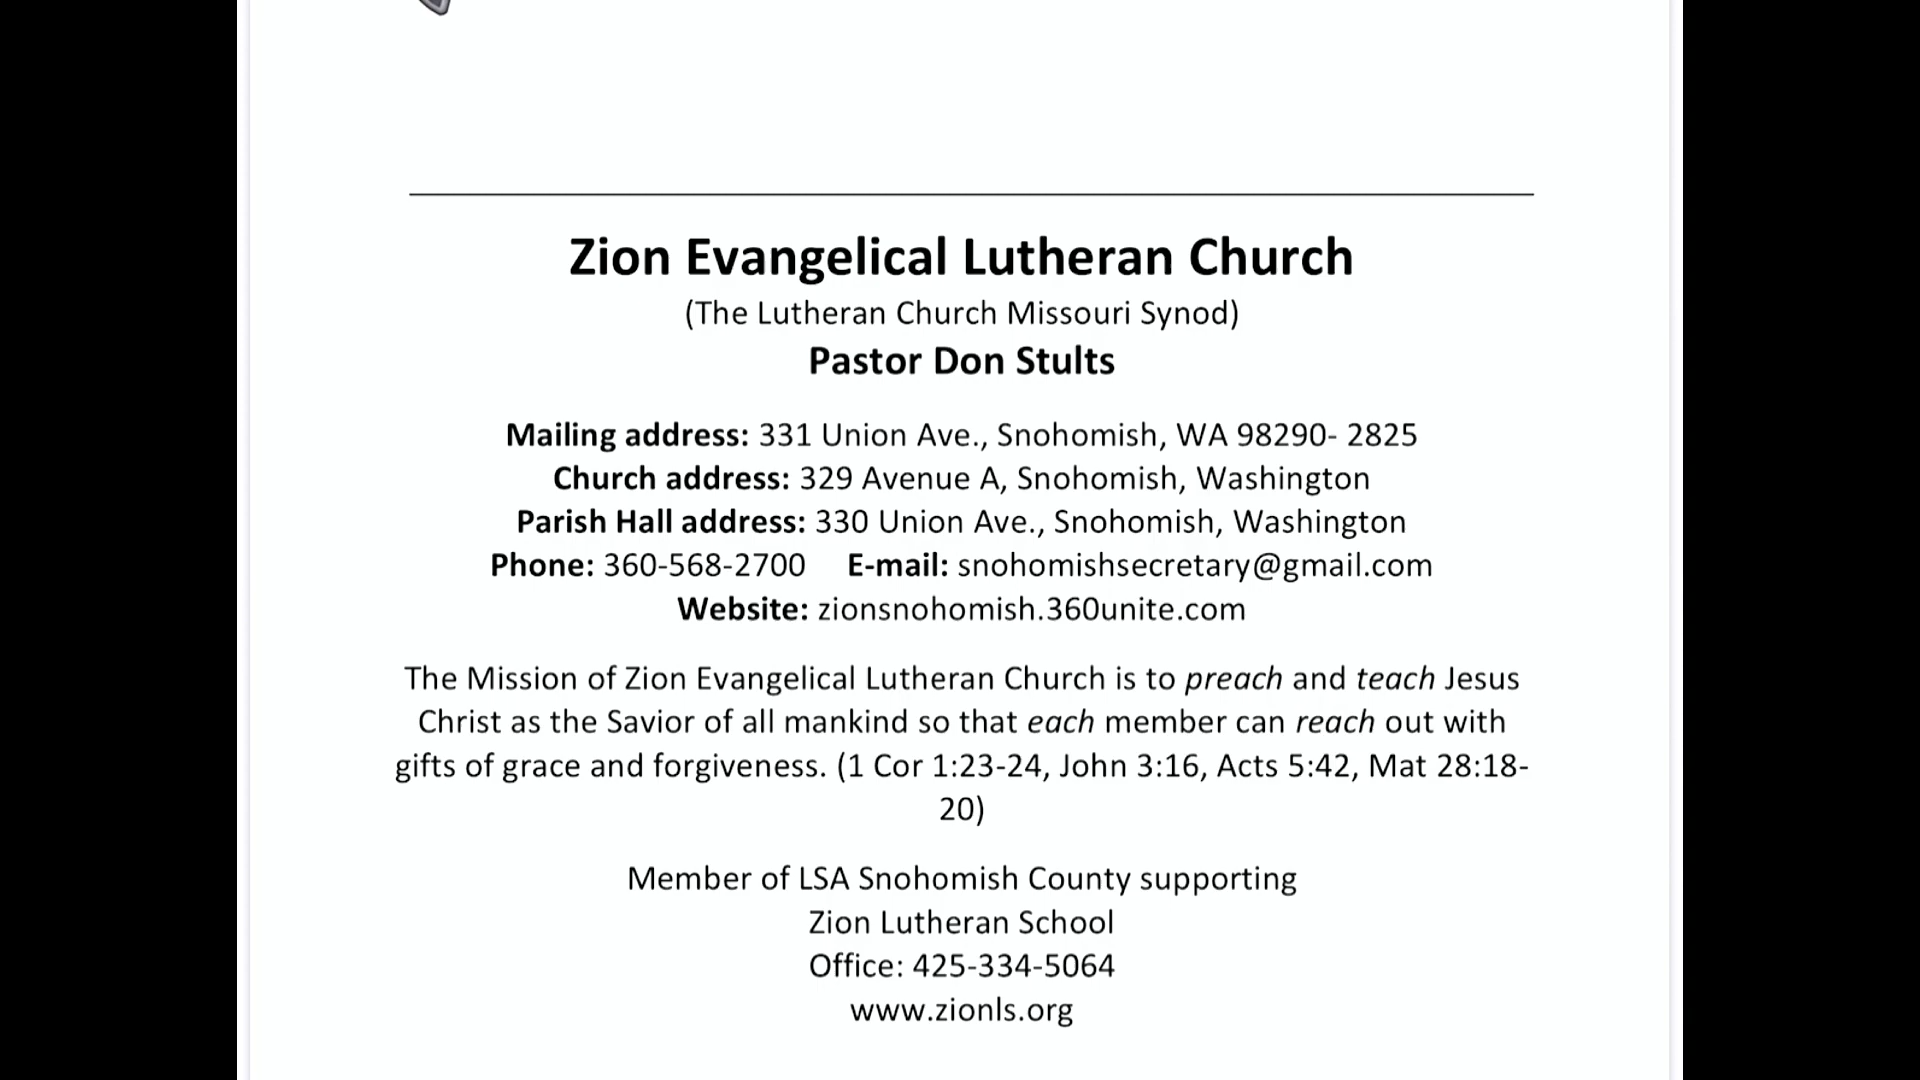 Zion Evangelical Lutheran Church
(The Lutheran Church Missouri Synod)
Pastor Don Stults
Mailing address: 331 Union Ave., Snohomish, WA 98290- 2825
Church address: 329 Avenue A, Snohomish, Washington
Parish Hall address: 330 Union Ave., Snohomish, Washington
Phone: 360-568-2700 E-mail: snohomishsecretary@gmail.com
Website: zionsnohomish.360unite.com
The Mission of Zion Evangelical Lutheran Church is to preach and teach Jesus
Christ as the Savior of all mankind so that each member can reach out with
gifts of grace and forgiveness. (1 Cor 1:23-24, John 3:16, Acts 5:42, Mat 28:18-
20)
Member of LSA Snohomish County supporting
Zion Lutheran School
Office: 425-334-5064
www.zionls.org